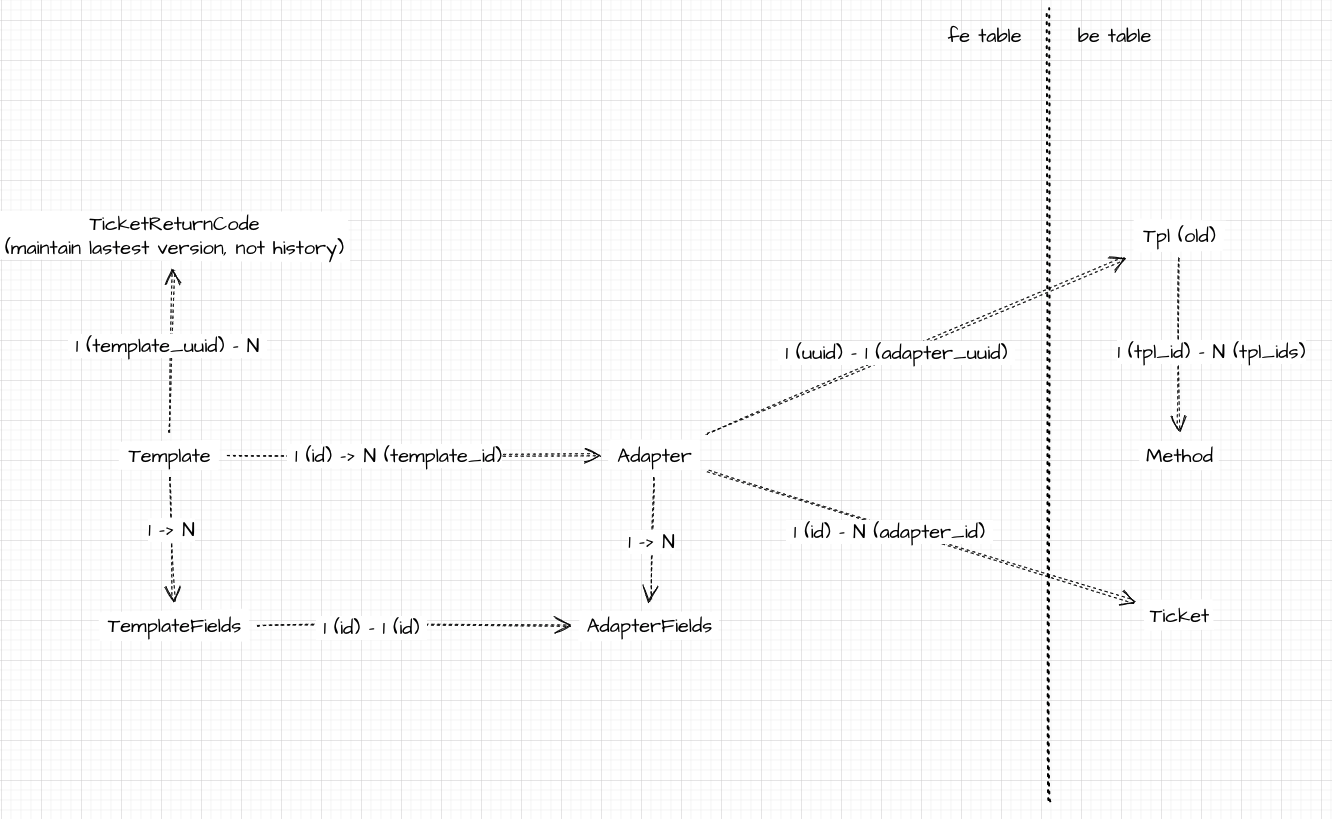 fe table
be table
TicketReturnCode
(maintain lastest version, not history)
Tpl (old)
1 (template_uuid) - N
1 (uuid) - 1 (adapter_uuid)
1 (tpl_id) - N (tpl_ids)
Template
1 (id) -> N (template_id)
Adapter
Method
1 -> N
1 -> N
1 (id) - N (adapter_id)
Ticket
TemplateFields
1 (id) - 1 (id)
AdapterFields